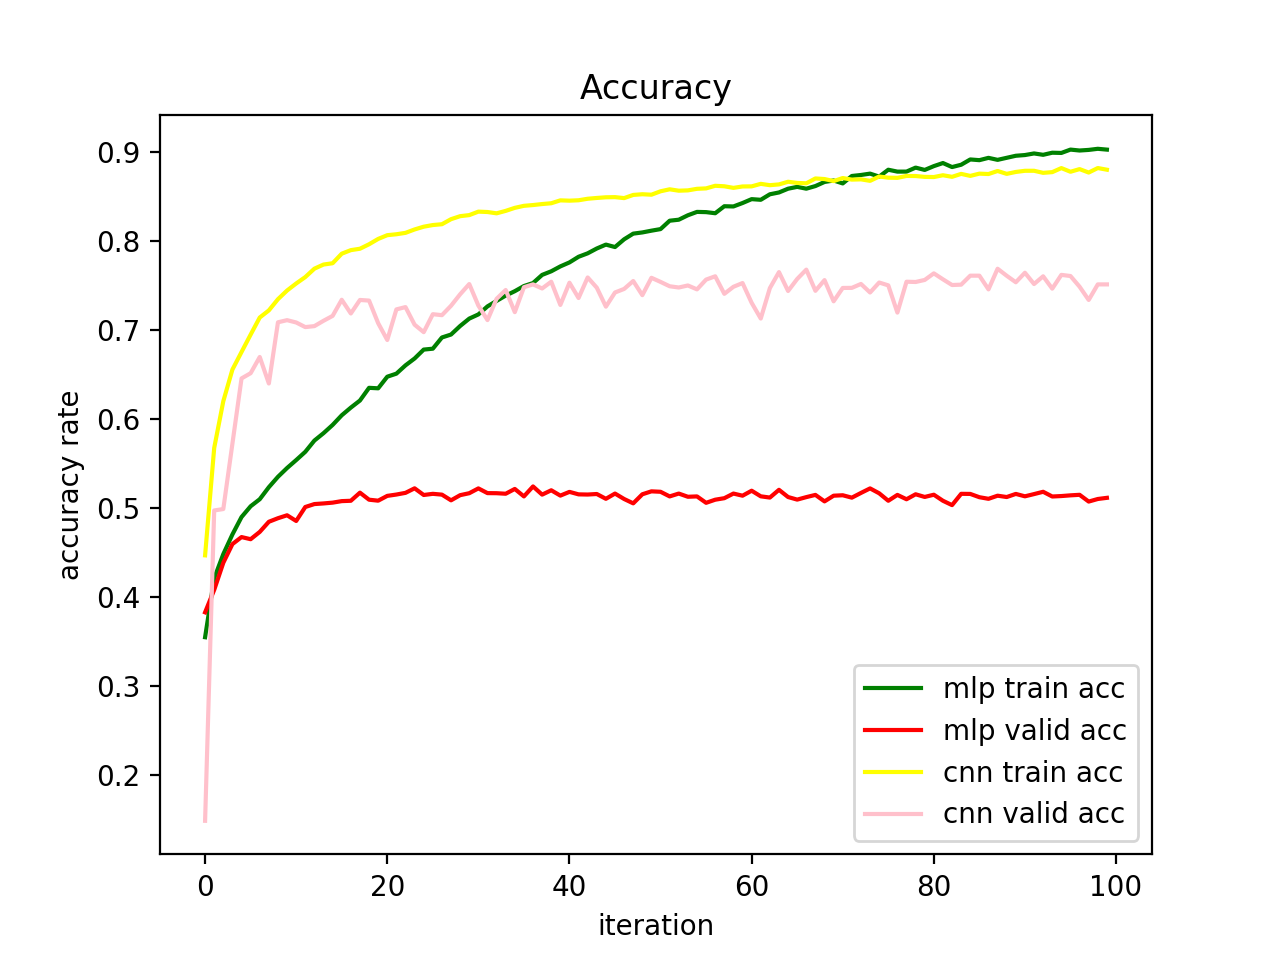 Accuracy
accuracy rate
0.9
0.8
0.7
0.6
0.5
0.4
0.3
0.2
mlp train acc
mlp valid acc
cnn train acc
cnn valid acc
0 20 40 60 80 100
iteration